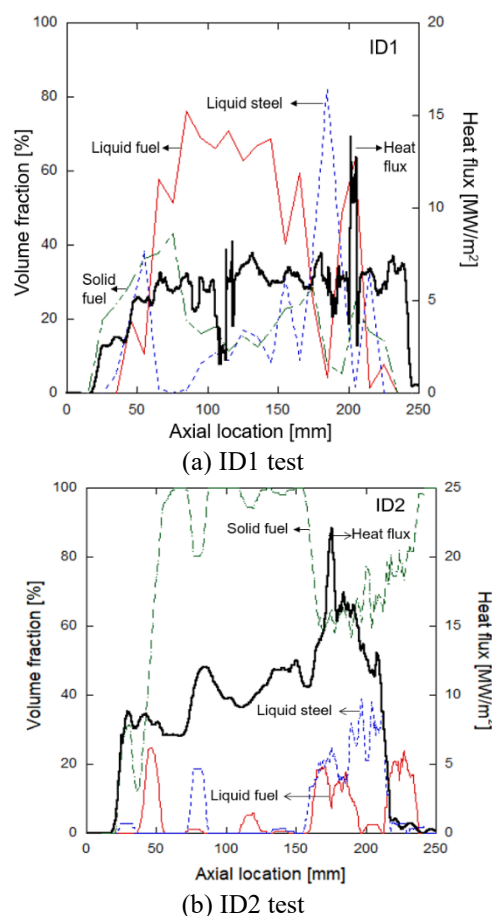 ID1
Volume fraction [%]
100
80
60
40
20
0
Liquid steel
Liquid fuel
Heat
flux
Solid
fuel
20
15
10
5
0
Heat flux [MW/m²]
0 50 100 150 200 250
Axial location [mm]
(a) ID1 test
ID2
Volume fraction [%]
100
80
60
40
20
0
Solid fuel
Heat flux
Liquid steel
Liquid fuel
25
20
15
10
5
0
Heat flux [MW/m²]
0 50 100 150 200 250
Axial location [mm]
(b) ID2 test